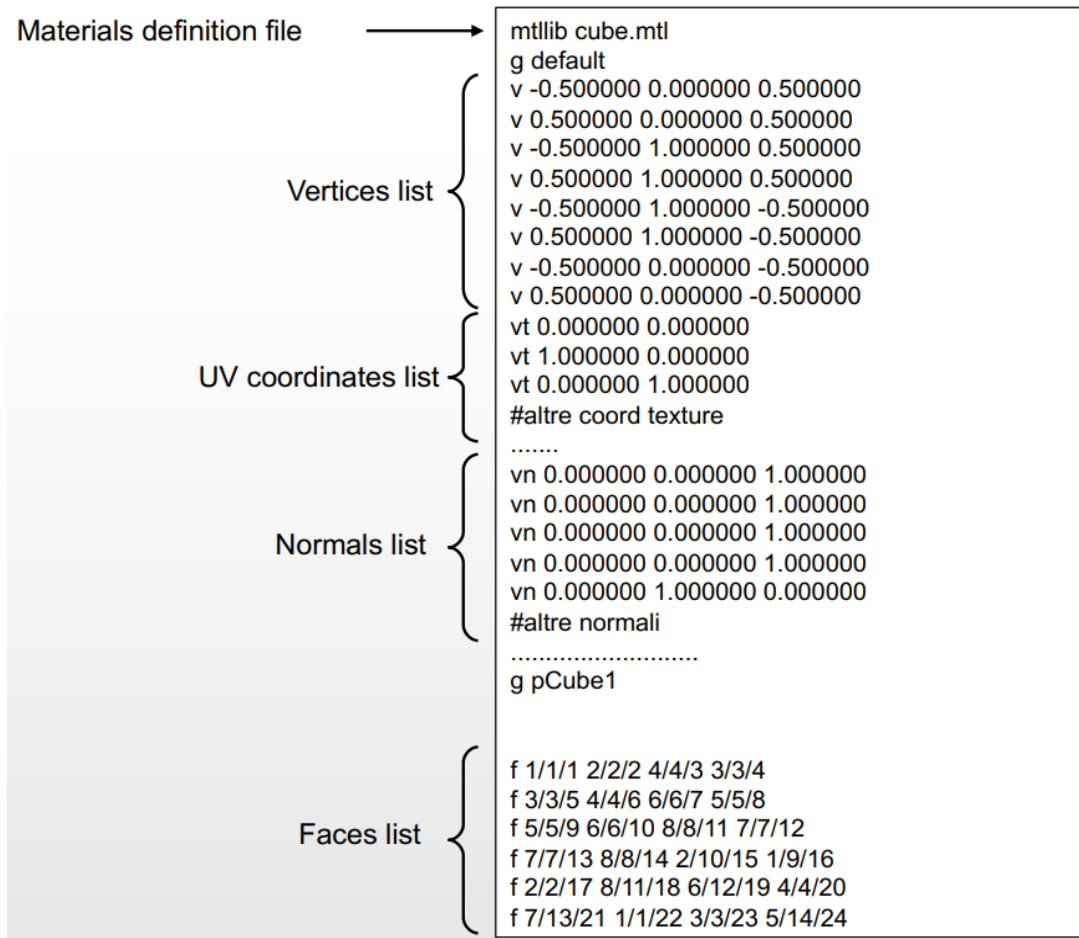 Materials definition file
mtllib cube.mtl
g default
Vertices list
v -0.500000 0.000000 0.500000
v 0.500000 0.000000 0.500000
v -0.500000 1.000000 0.500000
v 0.500000 1.000000 0.500000
v -0.500000 1.000000 -0.500000
v 0.500000 1.000000 -0.500000
v -0.500000 0.000000 -0.500000
v 0.500000 0.000000 -0.500000
UV coordinates list
vt 0.000000 0.000000
vt 1.000000 0.000000
vt 0.000000 1.000000
#altre coord texture
.......
Normals list
vn 0.000000 0.000000 1.000000
vn 0.000000 0.000000 1.000000
vn 0.000000 0.000000 1.000000
vn 0.000000 0.000000 1.000000
vn 0.000000 1.000000 0.000000
#altre normali
...........................
g pCube1
Faces list
f 1/1/1 2/2/2 4/4/3 3/3/4
f 3/3/5 4/4/6 6/6/7 5/5/8
f 5/5/9 6/6/10 8/8/11 7/7/12
f 7/7/13 8/8/14 2/10/15 1/9/16
f 2/2/17 8/11/18 6/12/19 4/4/20
f 7/13/21 1/1/22 3/3/23 5/14/24